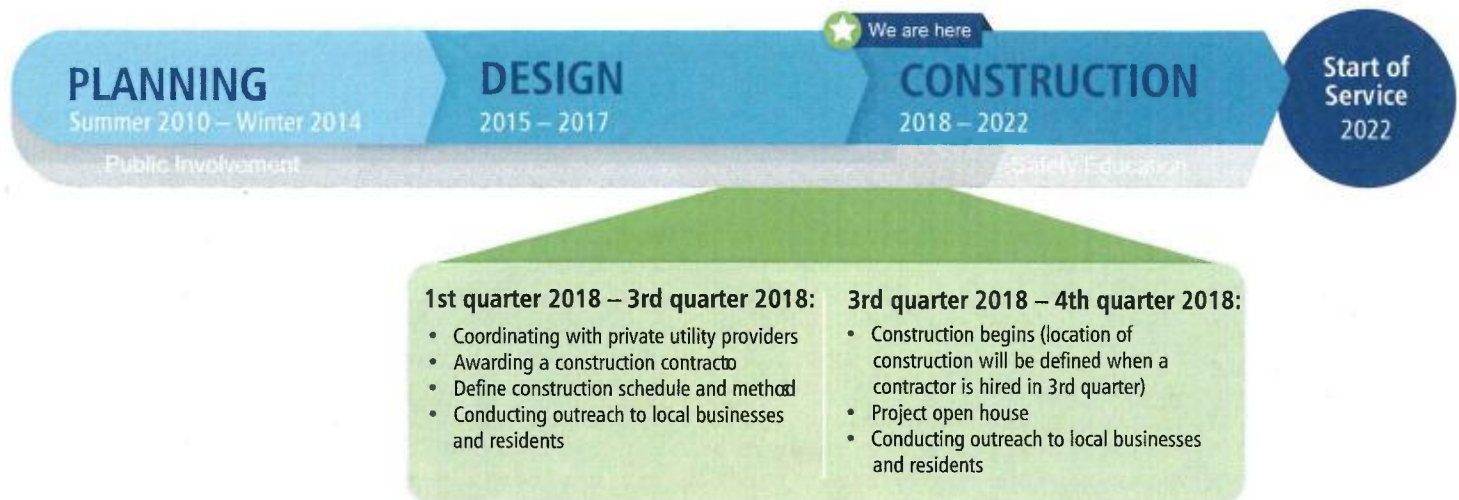 We are here
PLANNING
Summer 2010 – Winter 2014
DESIGN
2015 – 2017
CONSTRUCTION
2018 – 2022
Start of
Service
2022
Public Involvement
Safety Education
1st quarter 2018 – 3rd quarter 2018:
• Coordinating with private utility providers
• Awarding a construction contracto
• Define construction schedule and method
• Conducting outreach to local businesses
and residents
3rd quarter 2018 – 4th quarter 2018:
• Construction begins (location of
construction will be defined when a
contractor is hired in 3rd quarter)
• Project open house
• Conducting outreach to local businesses
and residents